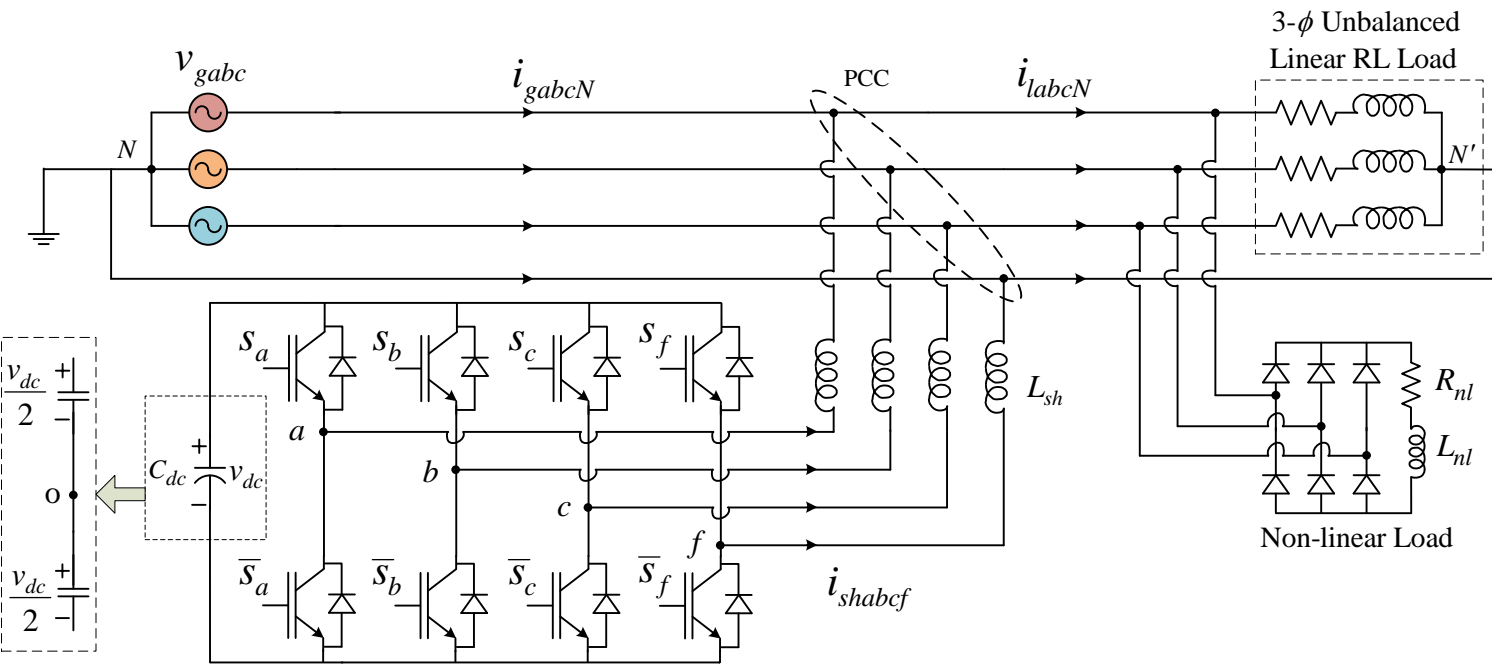 3-ϕ Unbalanced
Linear RL Load
v_gabc
i_gabcN
PCC
i_labcN
N
N′
s_a
s_b
s_c
s_f
L_sh
R_nl
L_nl
+
v_dc
2
−
a
b
c
f
o
C_dc
+
v_dc
−
+
v_dc
2
−
s̅_a
s̅_b
s̅_c
s̅_f
i_shabcf
Non-linear Load